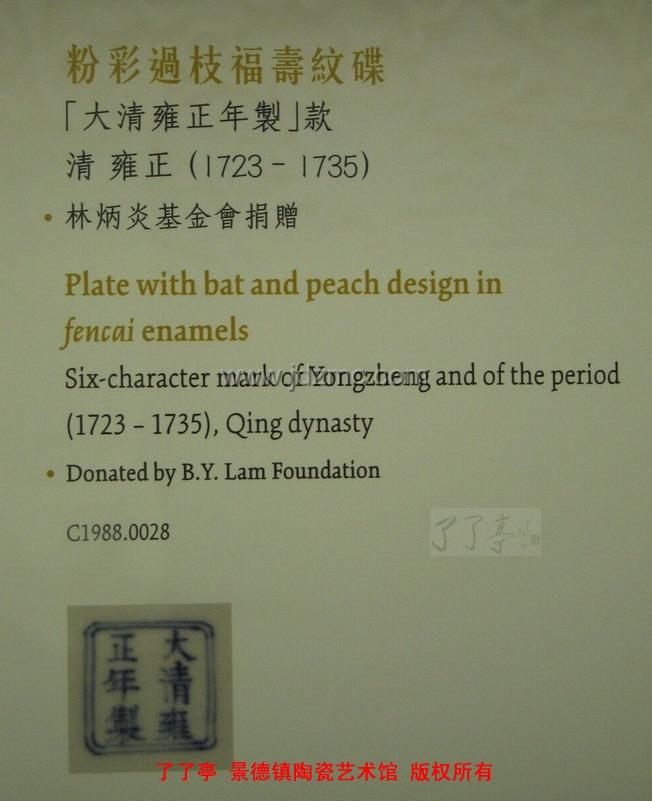 粉彩過枝福壽紋碟
「大清雍正年製」款
清 雍正 (1723 – 1735)
• 林炳炎基金會捐贈
Plate with bat and peach design in
fencai enamels
Six-character mark of Yongzheng and of the period
(1723 – 1735), Qing dynasty
• Donated by B.Y. Lam Foundation
C1988.0028
了了亭
大清雍
正年製
了了亭 景德镇陶瓷艺术馆 版权所有